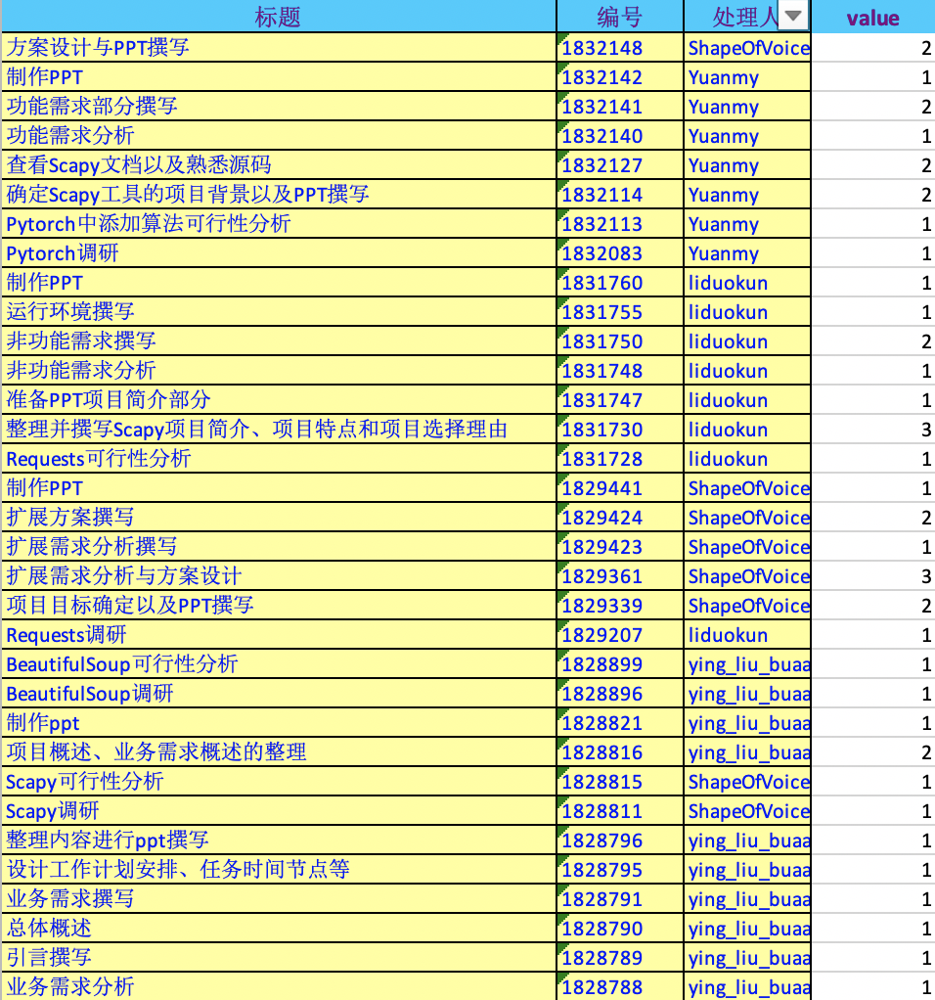 标题 编号 处理人 value
方案设计与PPT撰写 1832148 ShapeOfVoice 2
制作PPT 1832142 Yuanmy 1
功能需求部分撰写 1832141 Yuanmy 2
功能需求分析 1832140 Yuanmy 1
查看Scapy文档以及熟悉源码 1832127 Yuanmy 2
确定Scapy工具的项目背景以及PPT撰写 1832114 Yuanmy 2
Pytorch中添加算法可行性分析 1832113 Yuanmy 1
Pytorch调研 1832083 Yuanmy 1
制作PPT 1831760 liduokun 1
运行环境撰写 1831755 liduokun 1
非功能需求撰写 1831750 liduokun 2
非功能需求分析 1831748 liduokun 1
准备PPT项目简介部分 1831747 liduokun 1
整理并撰写Scapy项目简介、项目特点和项目选择理由 1831730 liduokun 3
Requests可行性分析 1831728 liduokun 1
制作PPT 1829441 ShapeOfVoice 1
扩展方案撰写 1829424 ShapeOfVoice 2
扩展需求分析撰写 1829423 ShapeOfVoice 1
扩展需求分析与方案设计 1829361 ShapeOfVoice 3
项目目标确定以及PPT撰写 1829339 ShapeOfVoice 2
Requests调研 1829207 liduokun 1
BeautifulSoup可行性分析 1828899 ying_liu_buaa 1
BeautifulSoup调研 1828896 ying_liu_buaa 1
制作ppt 1828821 ying_liu_buaa 1
项目概述、业务需求概述的整理 1828816 ying_liu_buaa 2
Scapy可行性分析 1828815 ShapeOfVoice 1
Scapy调研 1828811 ShapeOfVoice 1
整理内容进行ppt撰写 1828796 ying_liu_buaa 1
设计工作计划安排、任务时间节点等 1828795 ying_liu_buaa 1
业务需求撰写 1828791 ying_liu_buaa 1
总体概述 1828790 ying_liu_buaa 1
引言撰写 1828789 ying_liu_buaa 1
业务需求分析 1828788 ying_liu_buaa 1